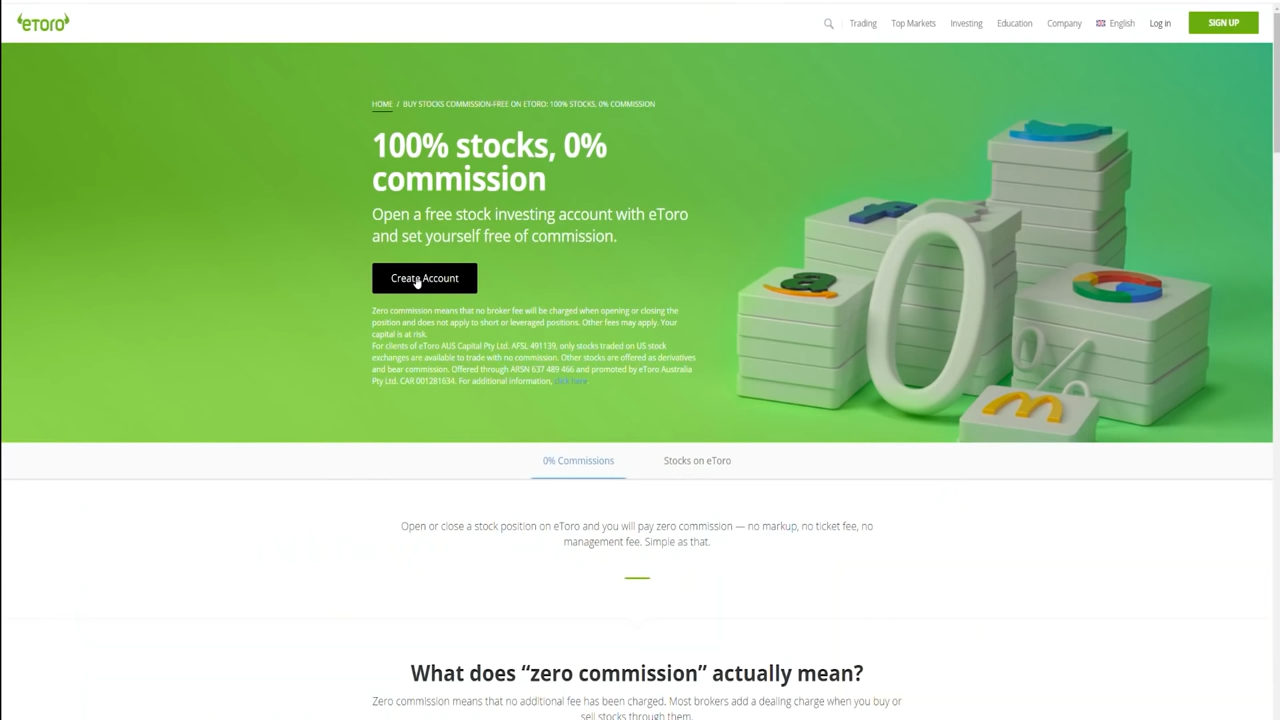 eToro
Trading Top Markets Investing Education Company English Log in SIGN UP
HOME / BUY STOCKS COMMISSION-FREE ON ETORO: 100% STOCKS, 0% COMMISSION
100% stocks, 0%
commission
Open a free stock investing account with eToro
and set yourself free of commission.
Create Account
Zero commission means that no broker fee will be charged when opening or closing the
position and does not apply to short or leveraged positions. Other fees may apply. Your
capital is at risk.
For clients of eToro AUS Capital Pty Ltd. AFSL 491139, only stocks traded on US stock
exchanges are available to trade with no commission. Other stocks are offered as derivatives
and bear commission. Offered through ARSN 637 489 466 and promoted by eToro Australia
Pty Ltd. CAR 001281634. For additional information, click here.
0%
0% Commissions Stocks on eToro
Open or close a stock position on eToro and you will pay zero commission — no markup, no ticket fee, no
management fee. Simple as that.
What does “zero commission” actually mean?
Zero commission means that no additional fee has been charged. Most brokers add a dealing charge when you buy or
sell stocks through them.